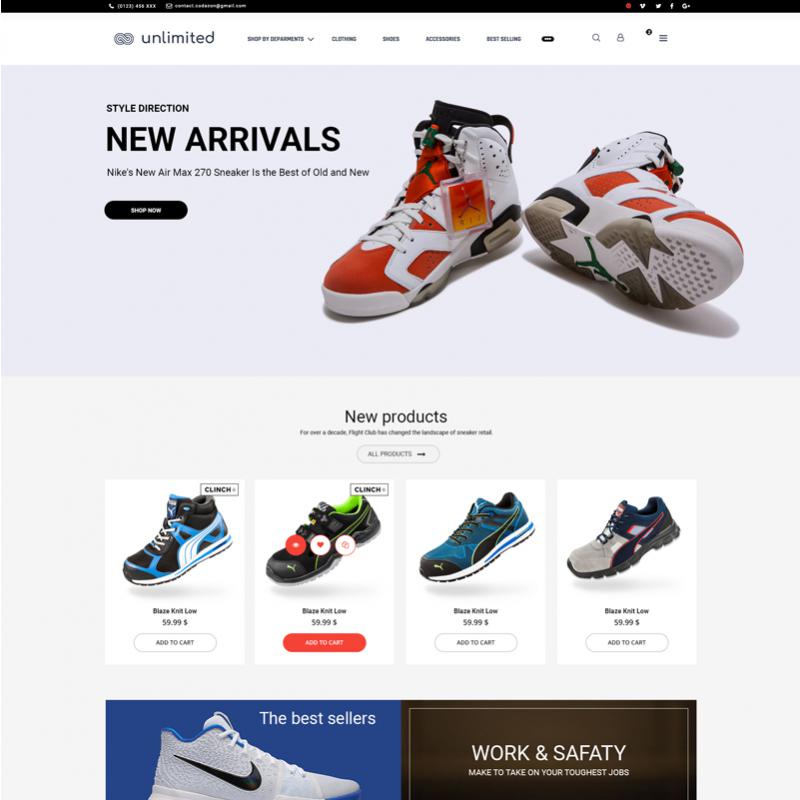 (0123) 456 XXX contact.codazon@gmail.com
unlimited
SHOP BY DEPARMENTS CLOTHING SHOES ACCESSORIES BEST SELLING
2
STYLE DIRECTION
NEW ARRIVALS
Nike's New Air Max 270 Sneaker Is the Best of Old and New
SHOP NOW
New products
For over a decade, Flight Club has changed the landscape of sneaker retail.
ALL PRODUCTS
CLINCH CLINCH
Blaze Knit Low Blaze Knit Low Blaze Knit Low Blaze Knit Low
59.99 $ 59.99 $ 59.99 $ 59.99 $
ADD TO CART ADD TO CART ADD TO CART ADD TO CART
The best sellers
WORK & SAFATY
MAKE TO TAKE ON YOUR TOUGHEST JOBS